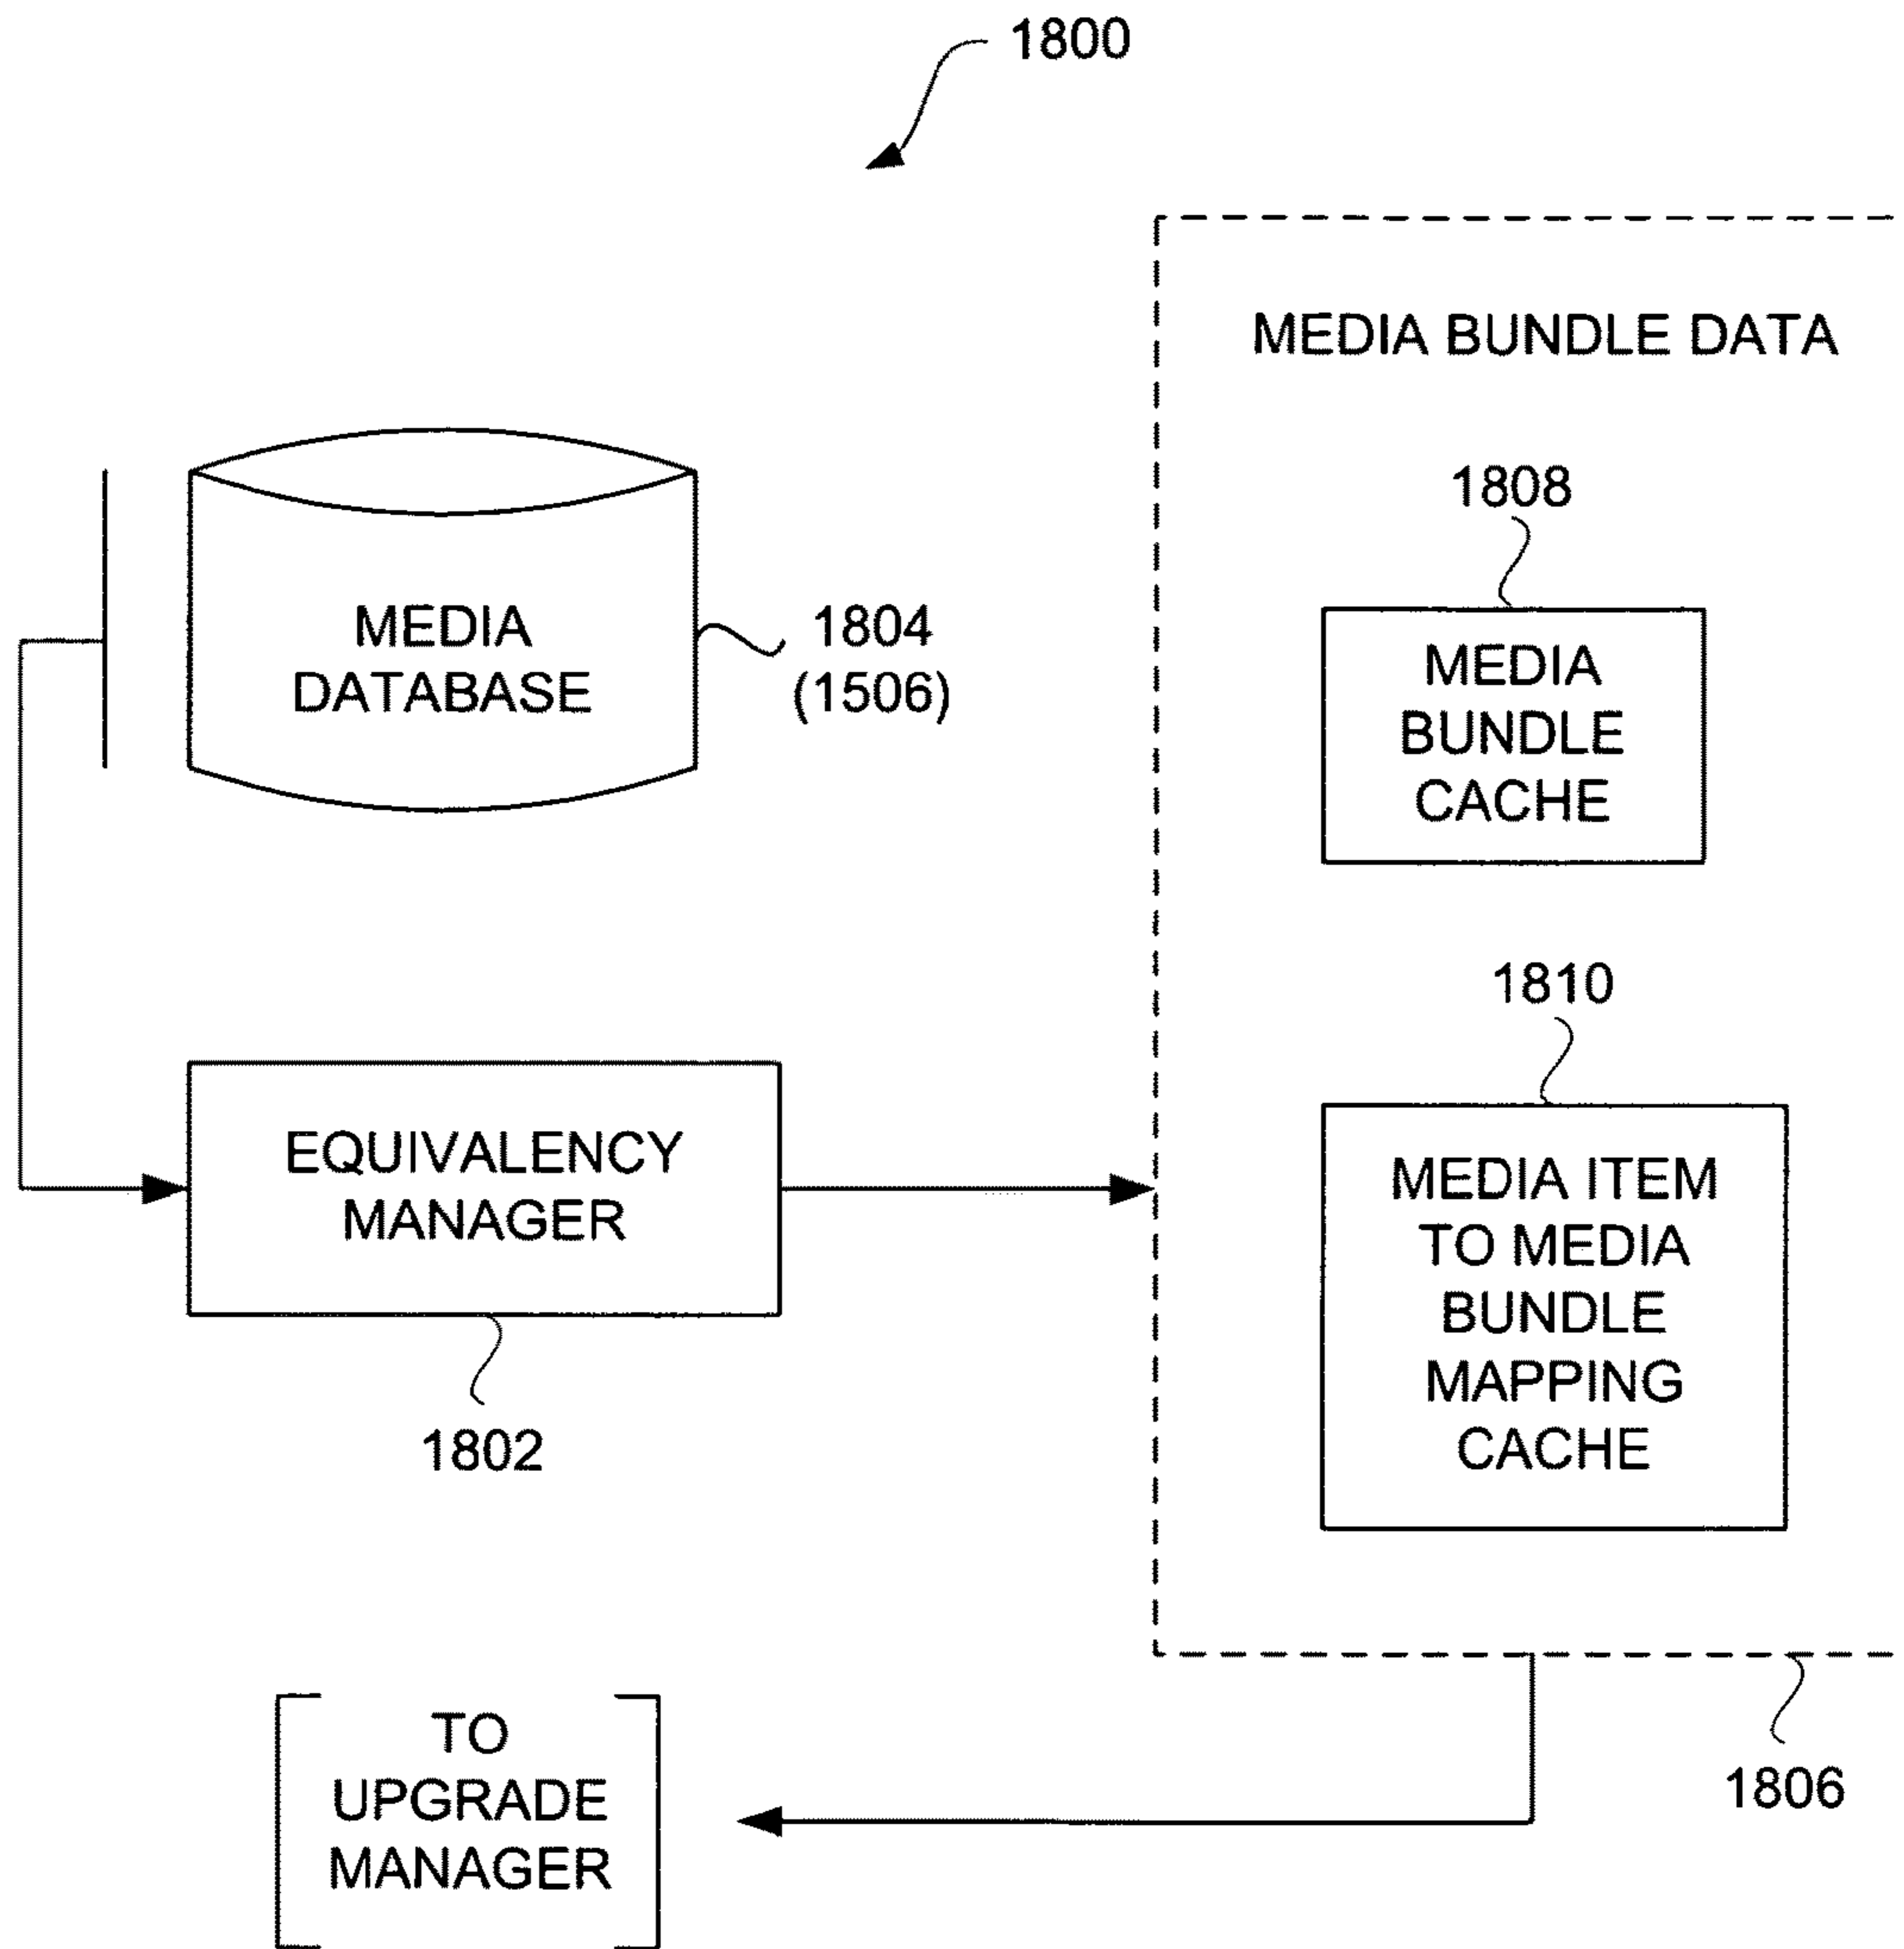 1800
MEDIA BUNDLE DATA
1808
MEDIA
BUNDLE
CACHE
MEDIA
DATABASE
1804
(1506)
1810
MEDIA ITEM
TO MEDIA
BUNDLE
MAPPING
CACHE
EQUIVALENCY
MANAGER
1802
1806
TO
UPGRADE
MANAGER